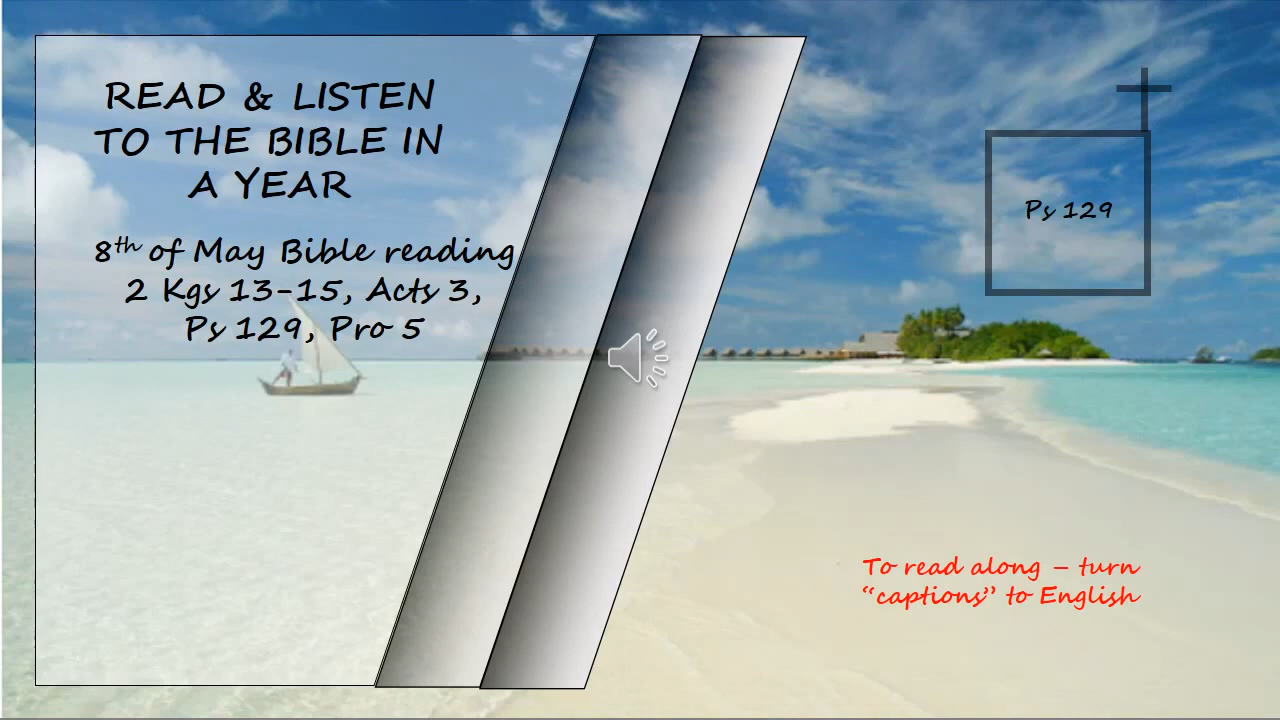 READ & LISTEN
TO THE BIBLE IN
A YEAR
8th of May Bible reading
2 Kgs 13-15, Acts 3,
Ps 129, Pro 5
Ps 129
To read along – turn
“captions” to English